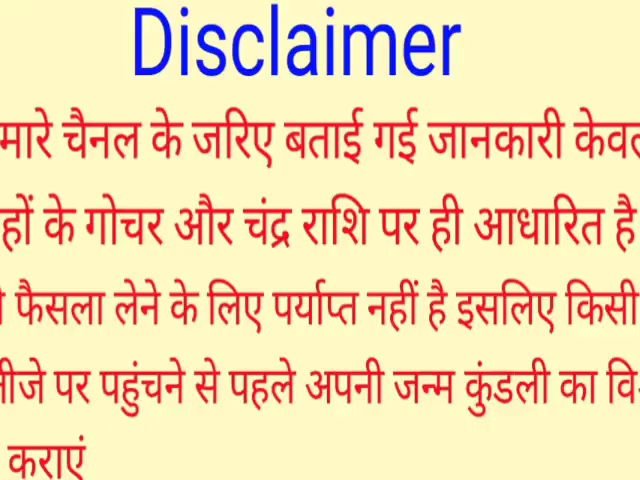 Disclaimer
मारे चैनल के जरिए बताई गई जानकारी केवल
हों के गोचर और चंद्र राशि पर ही आधारित है
फैसला लेने के लिए पर्याप्त नहीं है इसलिए किसी
ीजे पर पहुंचने से पहले अपनी जन्म कुंडली का
कराएं